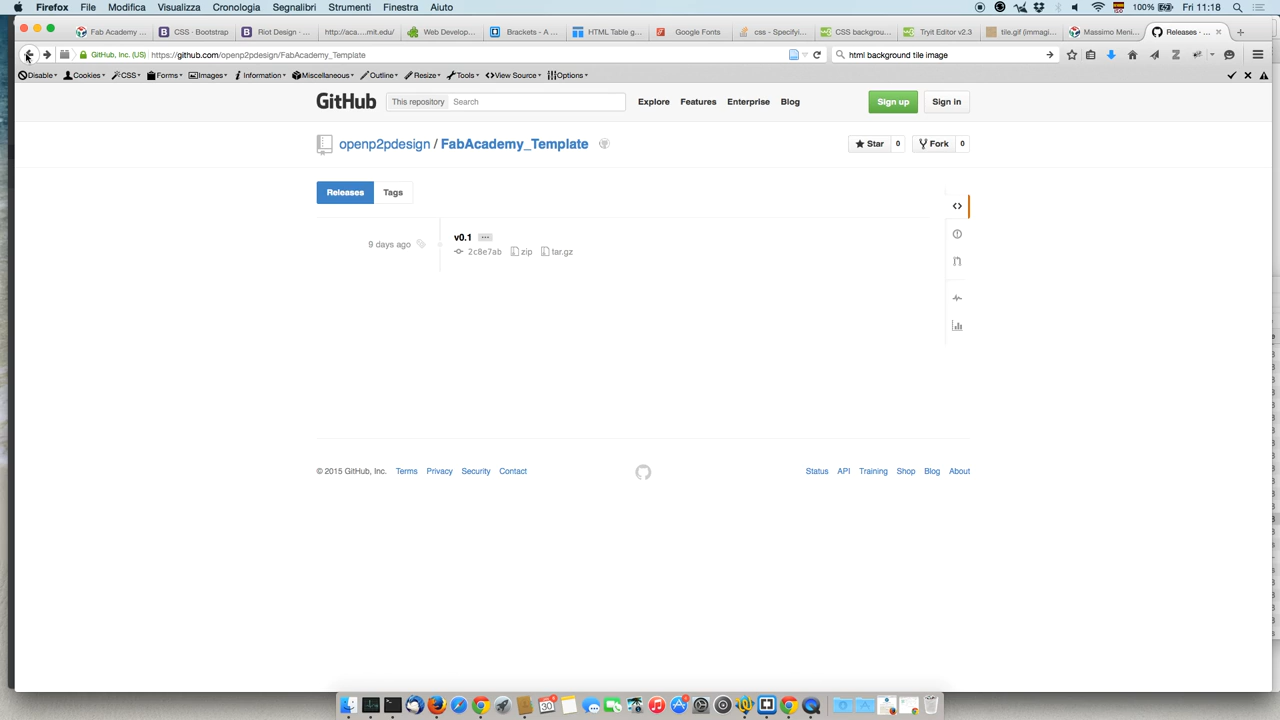 Firefox File Modifica Visualizza Cronologia Segnalibri Strumenti Finestra Aiuto 100% Fri 11:18
Fab Academy ... CSS · Bootstrap Riot Design - ... http://aca....mit.edu/ Web Develo... Brackets - A ... HTML Table g... Google Fonts css - Specifyi... CSS backgrou... Tryit Editor v2.3 tile.gif (immagi... Massimo Meni... Releases · ...
GitHub, Inc. (US) https://github.com/openp2pdesign/FabAcademy_Template html background tile image
Disable Cookies CSS Forms Images Information Miscellaneous Outline Resize Tools View Source Options
GitHub This repository Search Explore Features Enterprise Blog Sign up Sign in
openp2pdesign / FabAcademy_Template Star 0 Fork 0
Releases Tags
9 days ago v0.1 ...
2c8e7ab zip tar.gz
© 2015 GitHub, Inc. Terms Privacy Security Contact Status API Training Shop Blog About
30